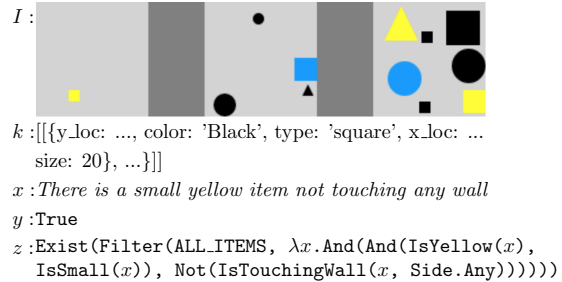 I :
k :[[{y_loc: ..., color: 'Black', type: 'square', x_loc: ...
size: 20}, ...}]]
x :There is a small yellow item not touching any wall
y :True
z :Exist(Filter(ALL_ITEMS, λx.And(And(IsYellow(x),
IsSmall(x)), Not(IsTouchingWall(x, Side.Any))))))